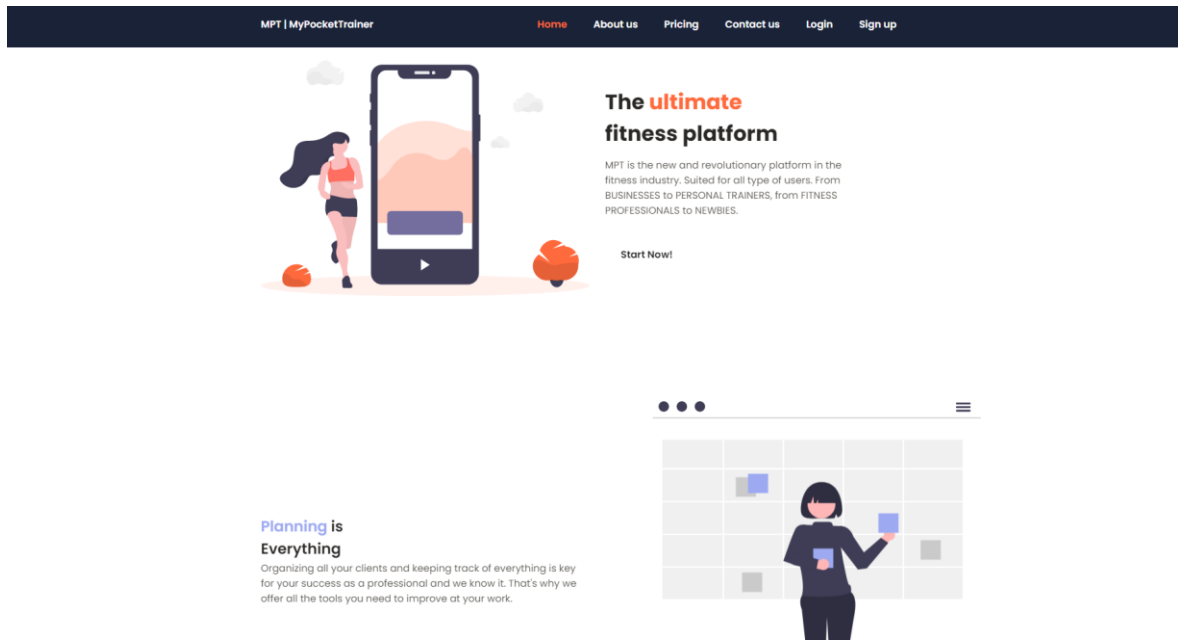 MPT | MyPocketTrainer
Home
About us
Pricing
Contact us
Login
Sign up
The ultimate
fitness platform
MPT is the new and revolutionary platform in the
fitness industry. Suited for all type of users. From
BUSINESSES to PERSONAL TRAINERS, from FITNESS
PROFESSIONALS to NEWBIES.
Start Now!
Planning is
Everything
Organizing all your clients and keeping track of everything is key
for your success as a professional and we know it. That's why we
offer all the tools you need to improve at your work.